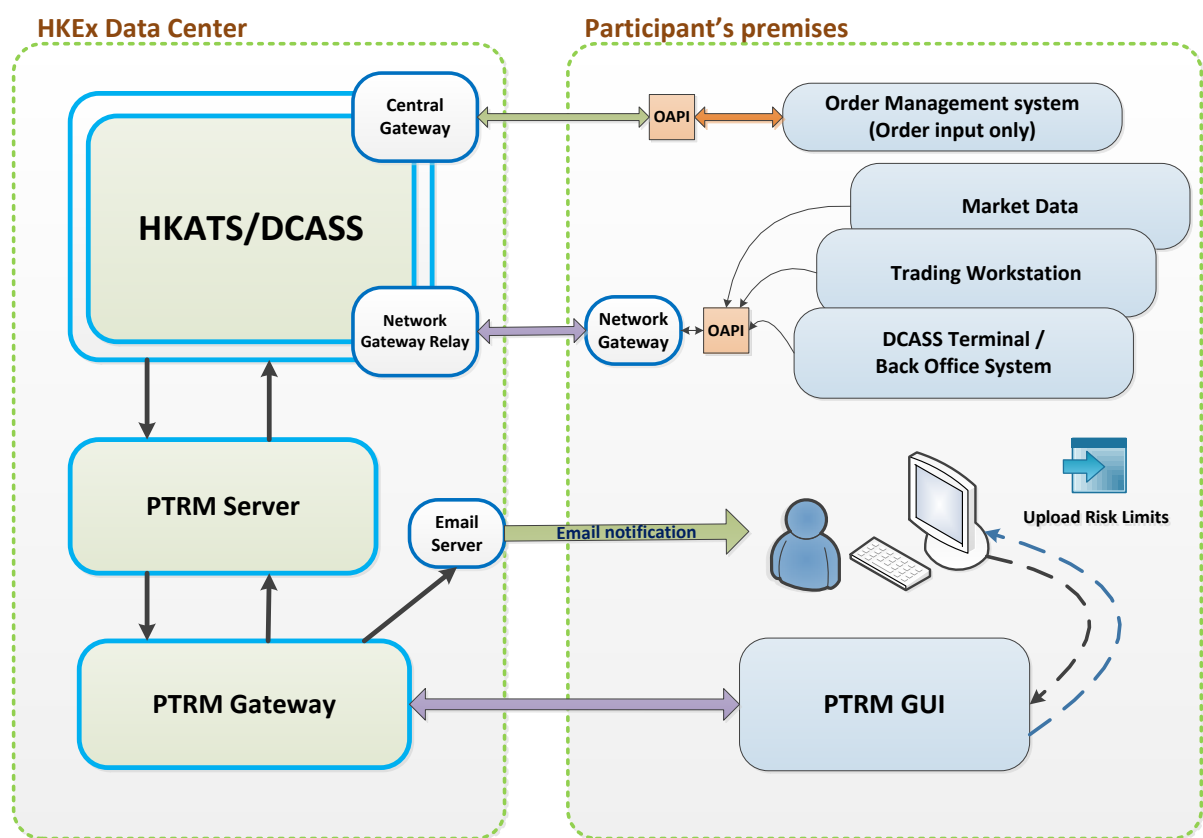 HKEx Data Center
Participant's premises
Central
Gateway
OAPI
Order Management system
(Order input only)
HKATS/DCASS
Market Data
Trading Workstation
Network
Gateway Relay
Network
Gateway
OAPI
DCASS Terminal /
Back Office System
PTRM Server
Email
Server
Email notification
Upload Risk Limits
PTRM Gateway
PTRM GUI